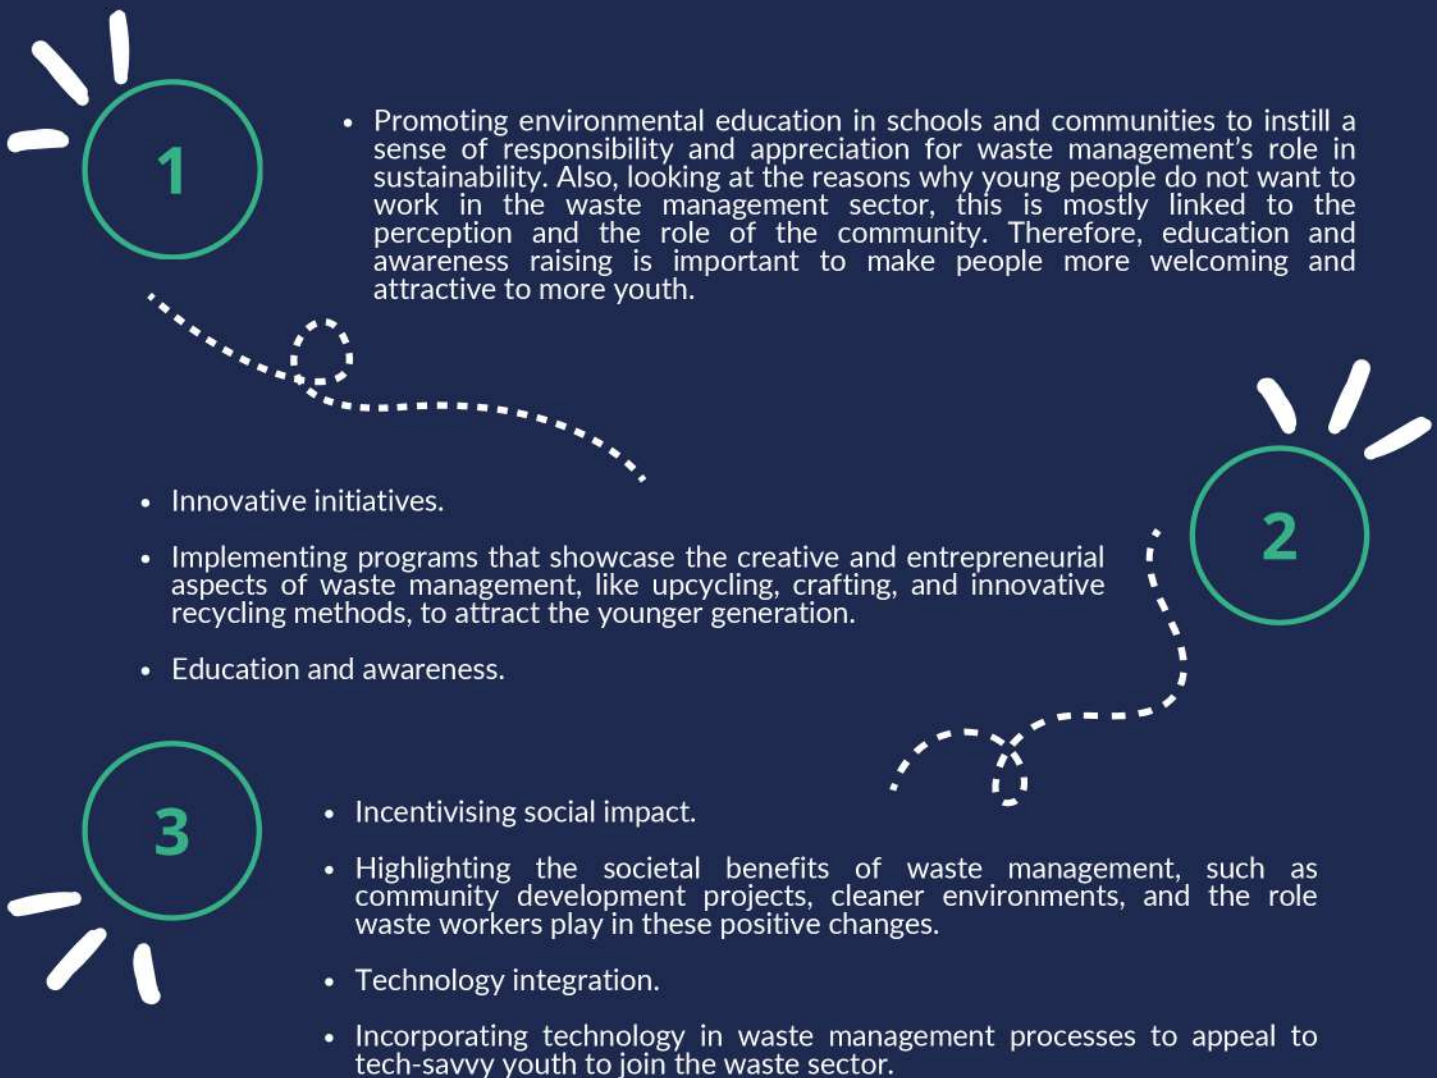 1
• Promoting environmental education in schools and communities to instill a
sense of responsibility and appreciation for waste management's role in
sustainability. Also, looking at the reasons why young people do not want to
work in the waste management sector, this is mostly linked to the
perception and the role of the community. Therefore, education and
awareness raising is important to make people more welcoming and
attractive to more youth.
2
• Innovative initiatives.
• Implementing programs that showcase the creative and entrepreneurial
aspects of waste management, like upcycling, crafting, and innovative
recycling methods, to attract the younger generation.
• Education and awareness.
3
• Incentivising social impact.
• Highlighting the societal benefits of waste management, such as
community development projects, cleaner environments, and the role
waste workers play in these positive changes.
• Technology integration.
• Incorporating technology in waste management processes to appeal to
tech-savvy youth to join the waste sector.